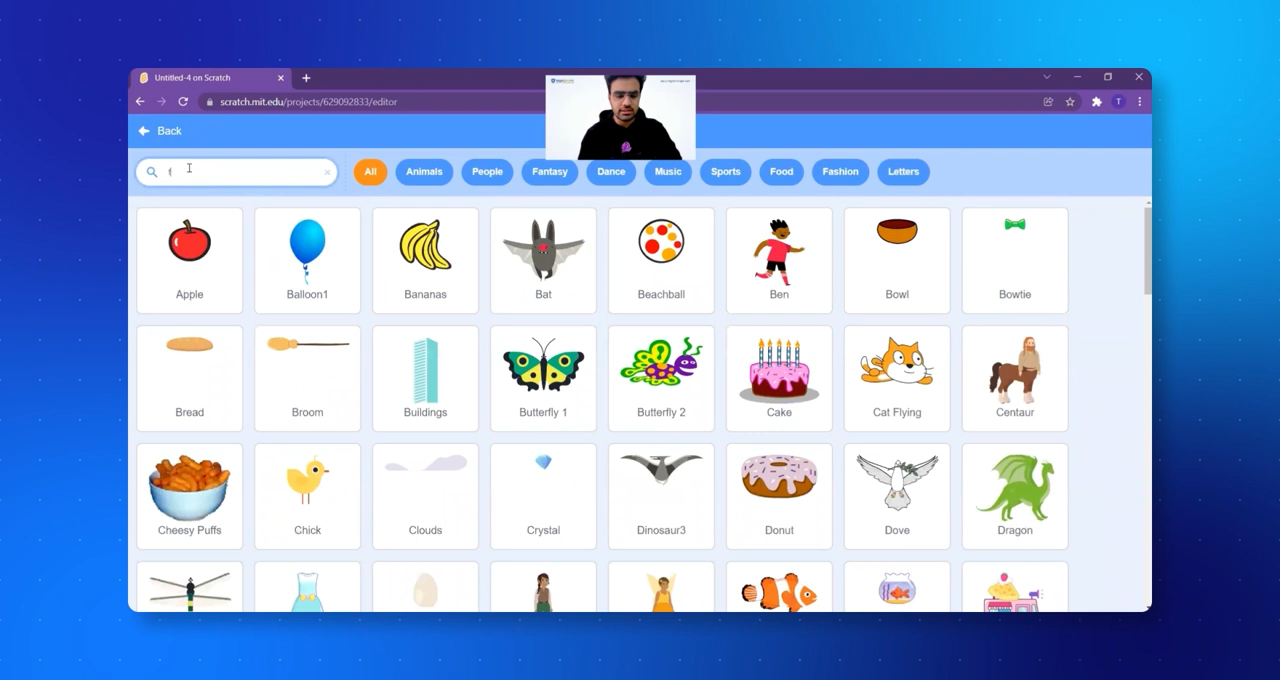 Untitled-4 on Scratch
scratch.mit.edu/projects/629092833/editor
T
Back
All
Animals
People
Fantasy
Dance
Music
Sports
Food
Fashion
Letters
Apple
Balloon1
Bananas
Bat
Beachball
Ben
Bowl
Bowtie
Bread
Broom
Buildings
Butterfly 1
Butterfly 2
Cake
Cat Flying
Centaur
Cheesy Puffs
Chick
Clouds
Crystal
Dinosaur3
Donut
Dove
Dragon